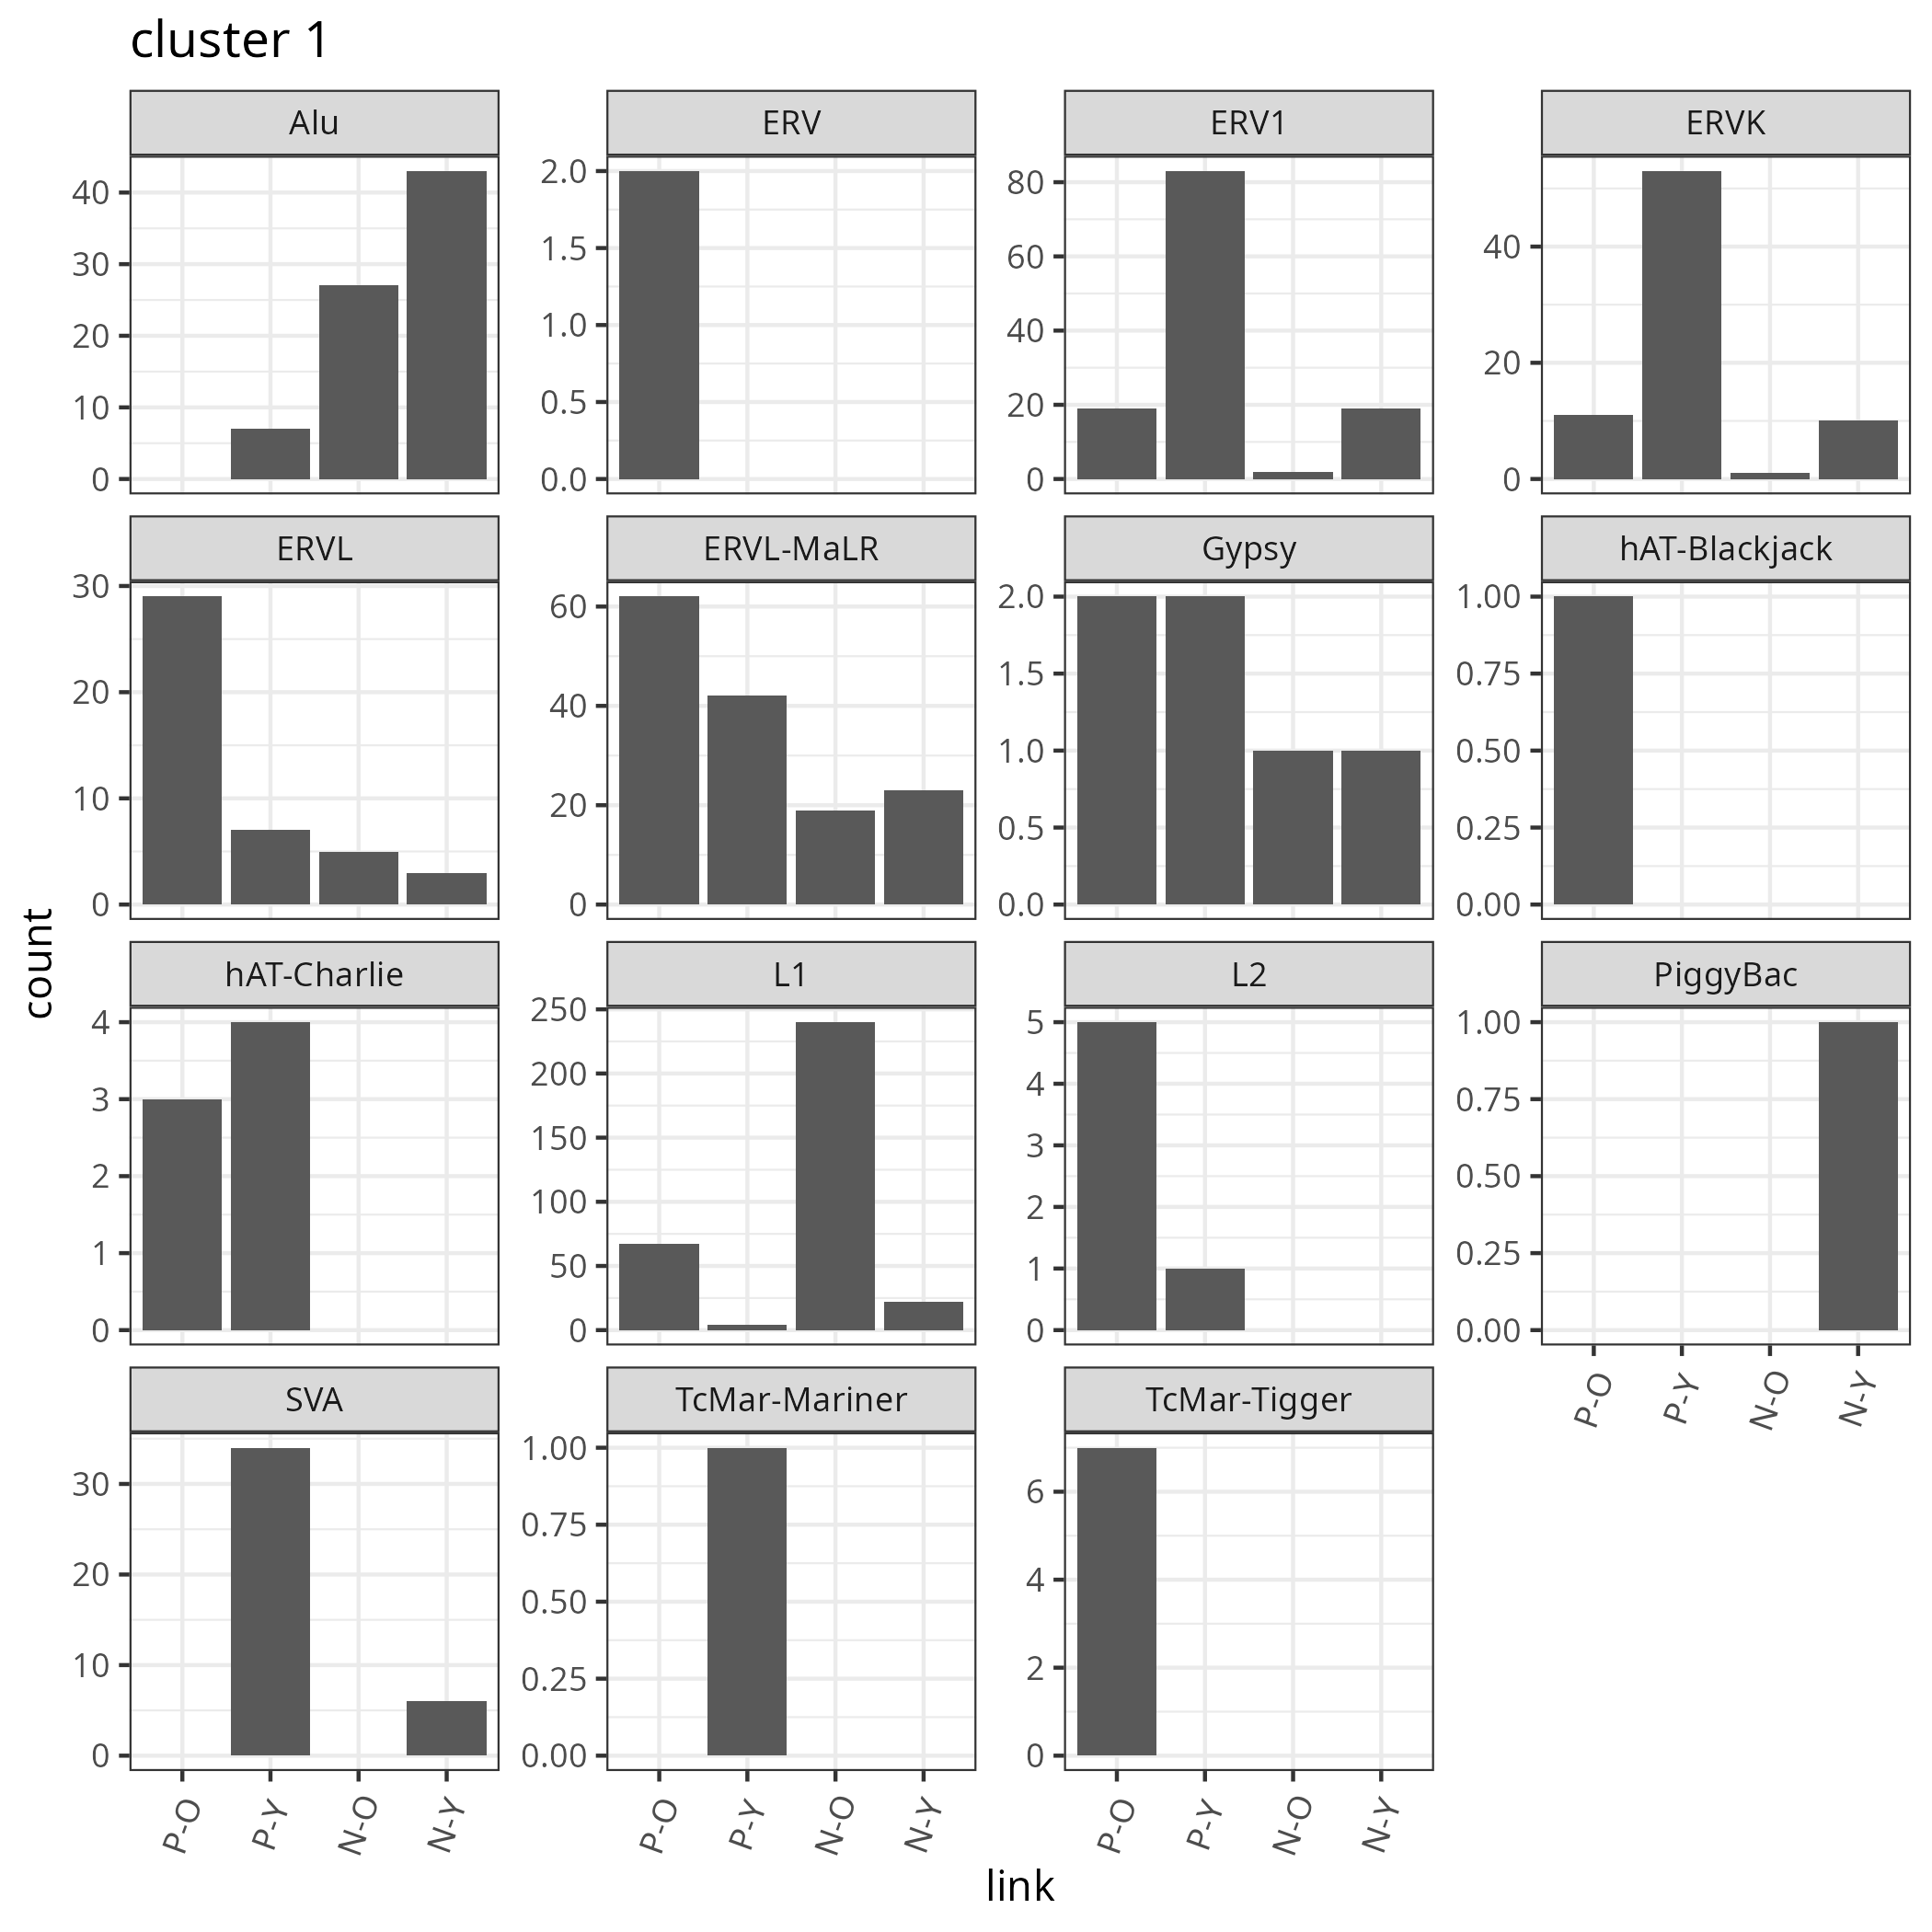 cluster 1
Alu
ERV
ERV1
ERVK
40
30
20
10
0
2.0
1.5
1.0
0.5
0.0
80
60
40
20
0
40
20
0
ERVL
ERVL-MaLR
Gypsy
hAT-Blackjack
30
20
10
0
60
40
20
0
2.0
1.5
1.0
0.5
0.0
1.00
0.75
0.50
0.25
0.00
count
hAT-Charlie
L1
L2
PiggyBac
4
3
2
1
0
250
200
150
100
50
0
5
4
3
2
1
0
1.00
0.75
0.50
0.25
0.00
P-O
P-Y
N-O
N-Y
SVA
TcMar-Mariner
TcMar-Tigger
30
20
10
0
1.00
0.75
0.50
0.25
0.00
6
4
2
0
P-O
P-Y
N-O
N-Y
P-O
P-Y
N-O
N-Y
P-O
P-Y
N-O
N-Y
link